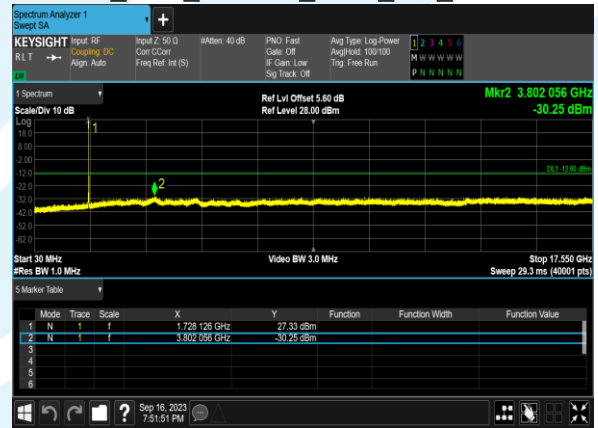 Spectrum Analyzer 1
Swept SA
+
KEYSIGHT Input: RF Input Z: 50 Ω #Atten: 40 dB PNO: Fast Avg Type: Log-Power 1 2 3 4 5 6
RLT Coupling: DC Corr CCorr Gate: Off Avg|Hold: 100/100 M W W W W W
Align: Auto Freq Ref: Int (S) IF Gain: Low Trig: Free Run P N N N N N
Sig Track: Off
1 Spectrum Ref Lvl Offset 5.60 dB Mkr2 3.802 056 GHz
Scale/Div 10 dB Ref Level 28.00 dBm -30.25 dBm
Log
18.0 1
8.00
-2.00
-12.0 DL1 -13.00 dBm
-22.0 2
-32.0
-42.0
-52.0
-62.0
Start 30 MHz Video BW 3.0 MHz Stop 17.550 GHz
#Res BW 1.0 MHz Sweep 29.3 ms (40001 pts)
5 Marker Table
Mode Trace Scale X Y Function Function Width Function Value
1 N 1 f 1.728 126 GHz 27.33 dBm
2 N 1 f 3.802 056 GHz -30.25 dBm
3
4
5
6
? Sep 16, 2023
7:51:51 PM